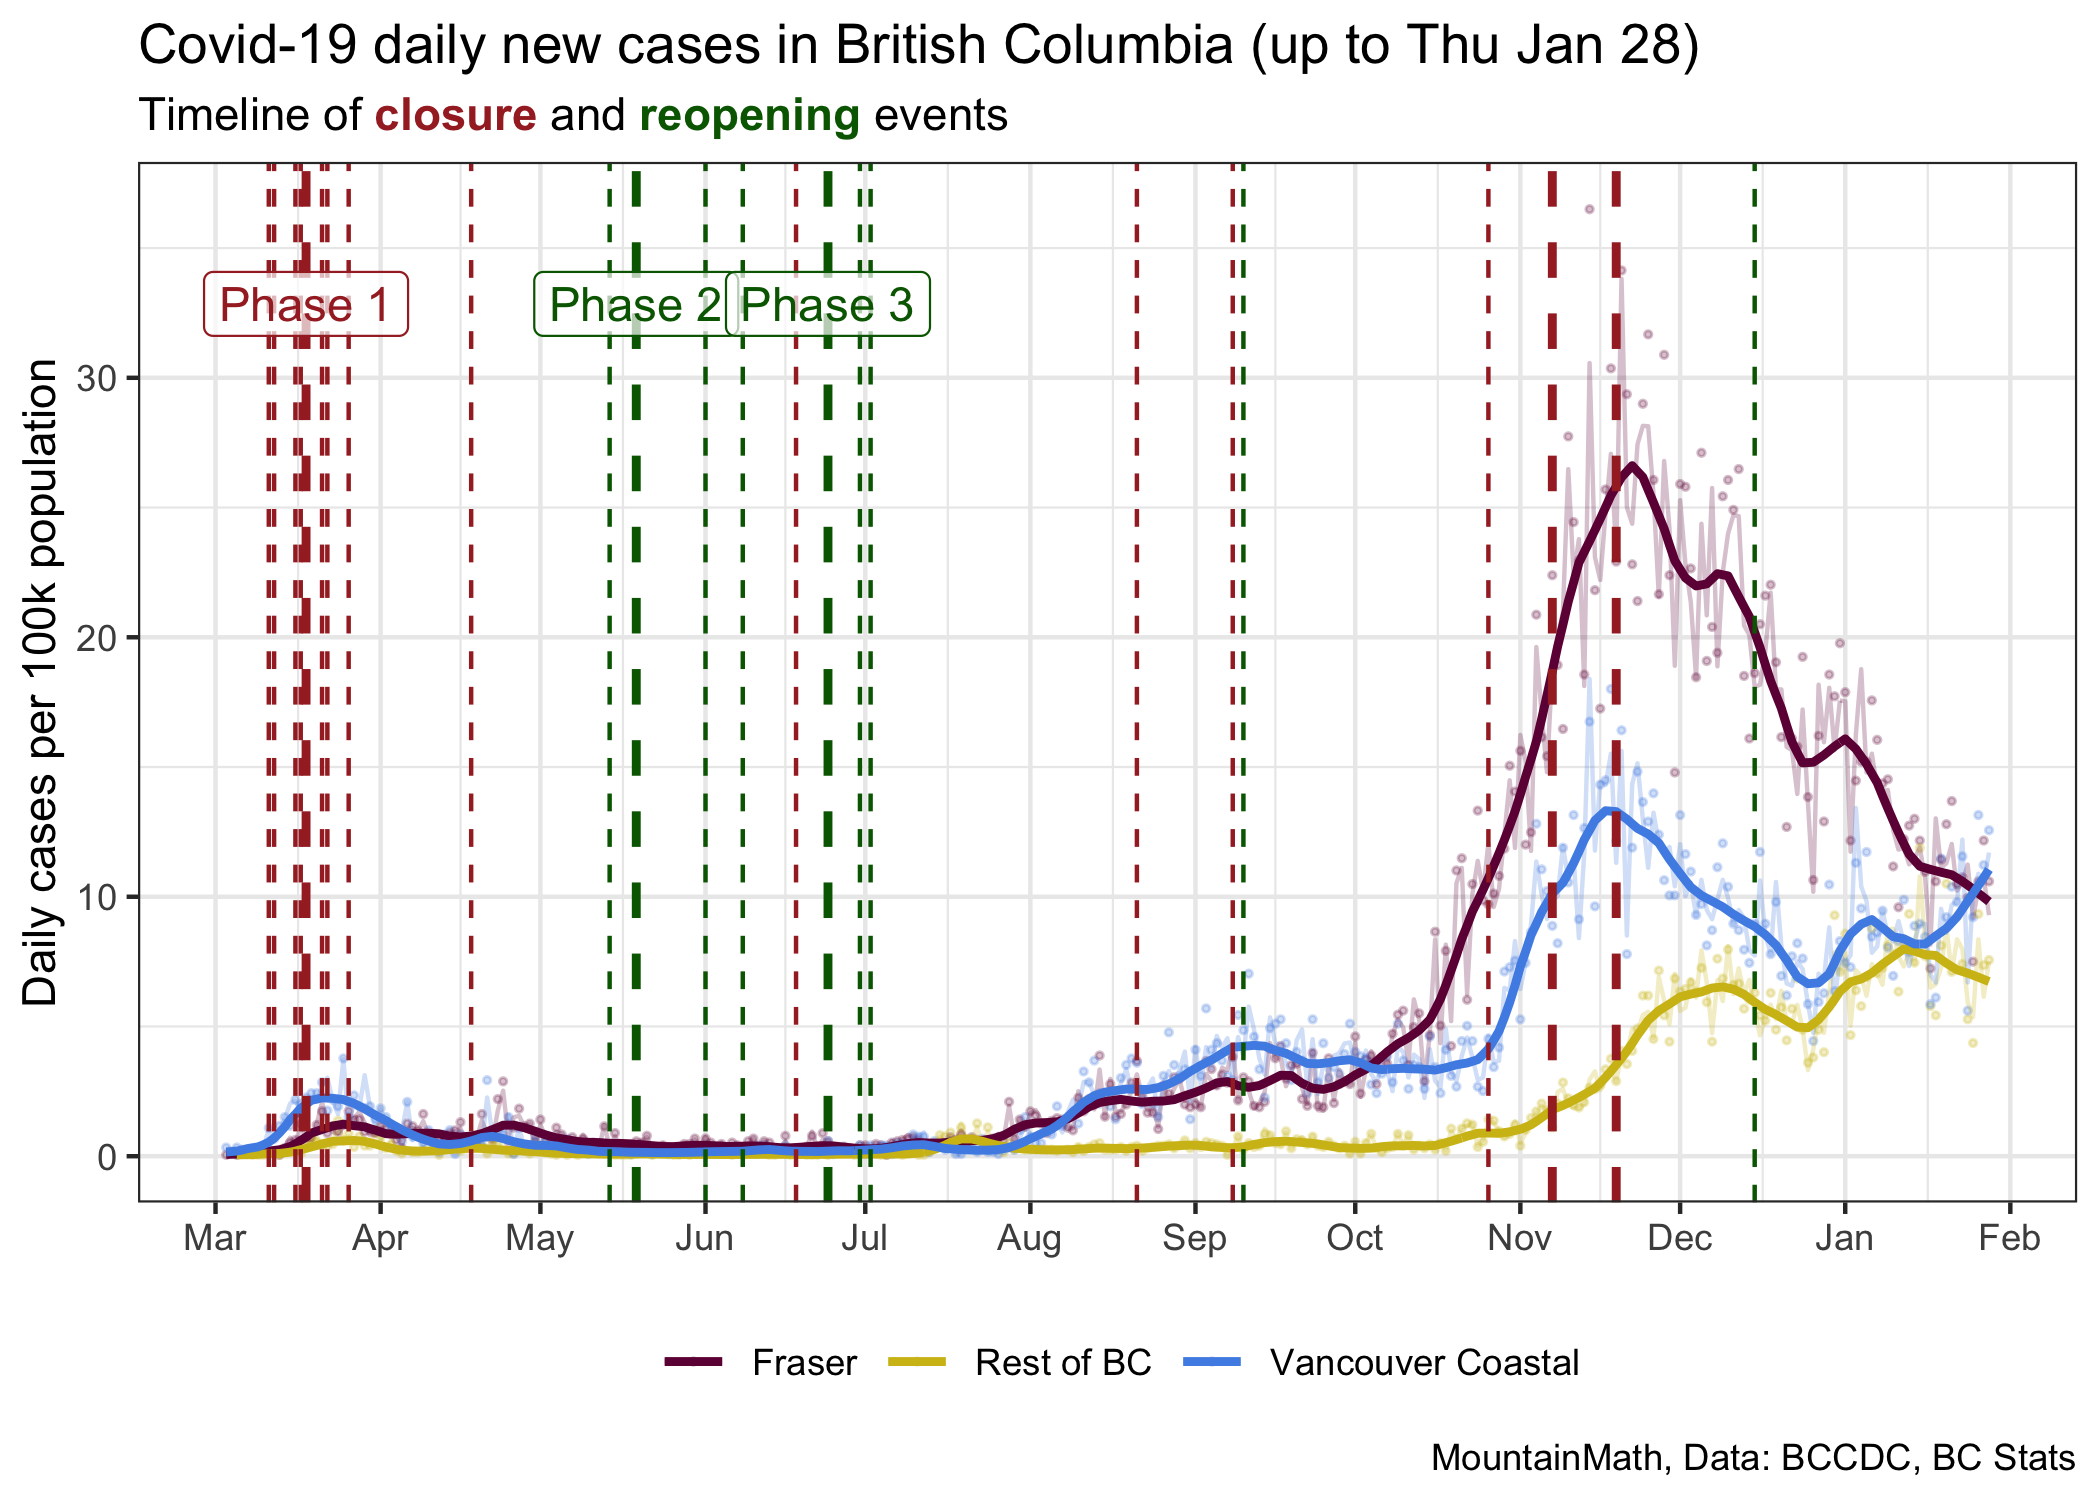 Covid-19 daily new cases in British Columbia (up to Thu Jan 28)
Timeline of closure and reopening events
Daily cases per 100k population
30
20
10
0
Phase 1
Phase 2
Phase 3
Mar Apr May Jun Jul Aug Sep Oct Nov Dec Jan Feb
Fraser Rest of BC Vancouver Coastal
MountainMath, Data: BCCDC, BC Stats